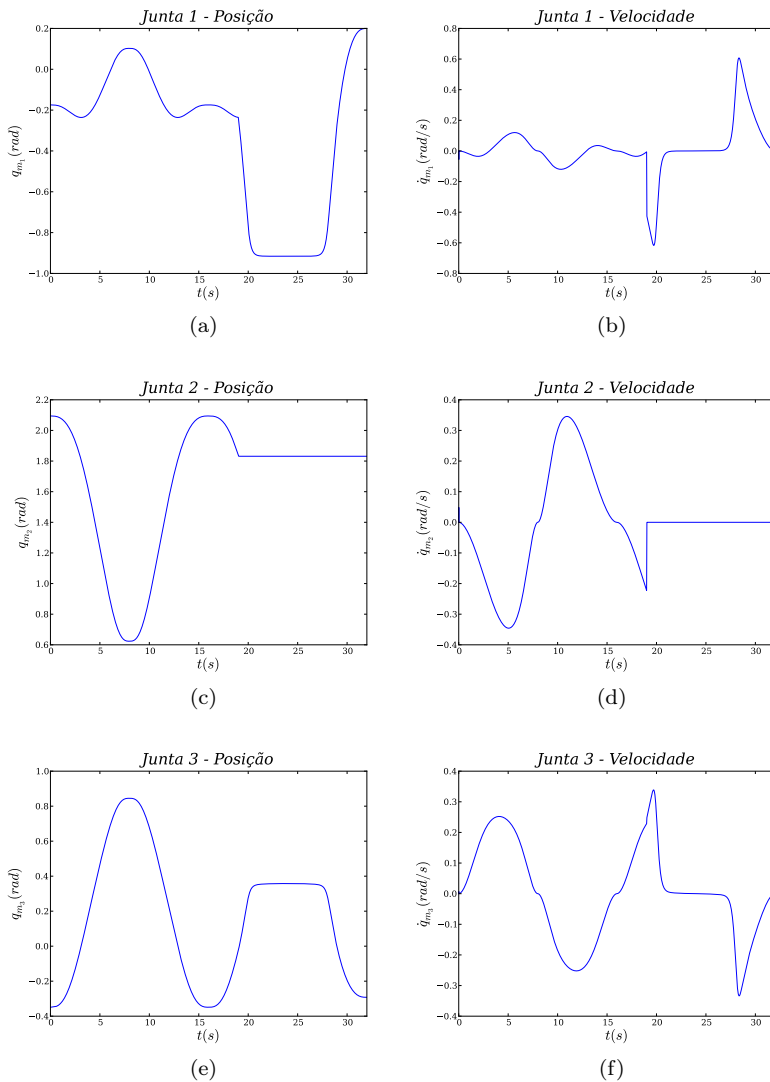 Junta 1 - Posição
0.2
0.0
−0.2
−0.4
−0.6
−0.8
−1.0
q_{m_1}(rad)
0 5 10 15 20 25 30
t(s)
(a)
Junta 1 - Velocidade
0.8
0.6
0.4
0.2
0.0
−0.2
−0.4
−0.6
−0.8
q̇_{m_1}(rad/s)
0 5 10 15 20 25 30
t(s)
(b)
Junta 2 - Posição
2.2
2.0
1.8
1.6
1.4
1.2
1.0
0.8
0.6
q_{m_2}(rad)
0 5 10 15 20 25 30
t(s)
(c)
Junta 2 - Velocidade
0.4
0.3
0.2
0.1
0.0
−0.1
−0.2
−0.3
−0.4
q̇_{m_2}(rad/s)
0 5 10 15 20 25 30
t(s)
(d)
Junta 3 - Posição
1.0
0.8
0.6
0.4
0.2
0.0
−0.2
−0.4
q_{m_3}(rad)
0 5 10 15 20 25 30
t(s)
(e)
Junta 3 - Velocidade
0.4
0.3
0.2
0.1
0.0
−0.1
−0.2
−0.3
−0.4
q̇_{m_3}(rad/s)
0 5 10 15 20 25 30
t(s)
(f)